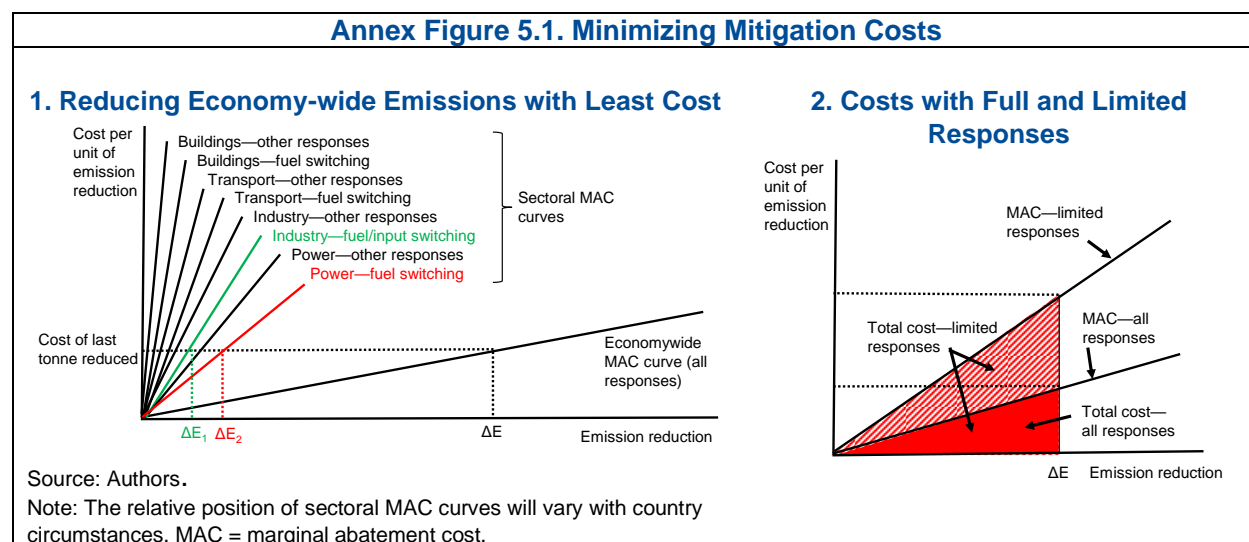 Annex Figure 5.1. Minimizing Mitigation Costs
1. Reducing Economy-wide Emissions with Least Cost
Cost per
unit of
emission
reduction
Buildings—other responses
Buildings—fuel switching
Transport—other responses
Transport—fuel switching
Industry—other responses
Industry—fuel/input switching
Power—other responses
Power—fuel switching
Sectoral MAC
curves
Cost of last
tonne reduced
Economywide
MAC curve (all
responses)
ΔE₁
ΔE₂
ΔE
Emission reduction
2. Costs with Full and Limited
Responses
Cost per
unit of
emission
reduction
MAC—limited
responses
MAC—all
responses
Total cost—limited
responses
Total cost—
all responses
ΔE
Emission reduction
Source: Authors.
Note: The relative position of sectoral MAC curves will vary with country
circumstances. MAC = marginal abatement cost.